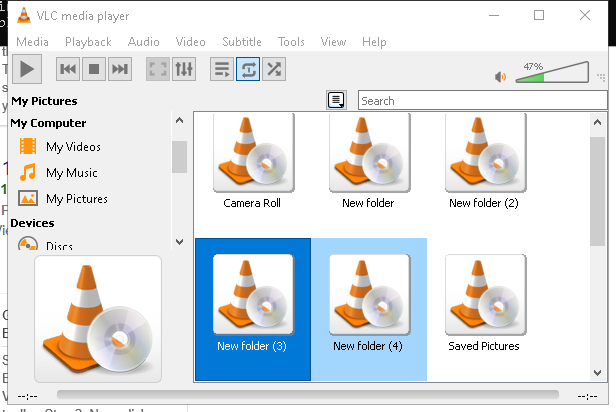 VLC media player
Media Playback Audio Video Subtitle Tools View Help
47%
My Pictures
Search
My Computer
My Videos
My Music
My Pictures
Devices
Discs
Camera Roll New folder New folder (2)
New folder (3) New folder (4) Saved Pictures
--:-- --:--